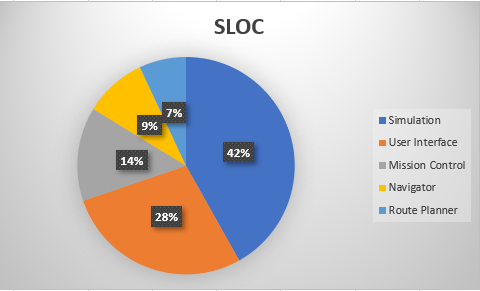 SLOC
7%
9%
42%
14%
28%
Simulation
User Interface
Mission Control
Navigator
Route Planner